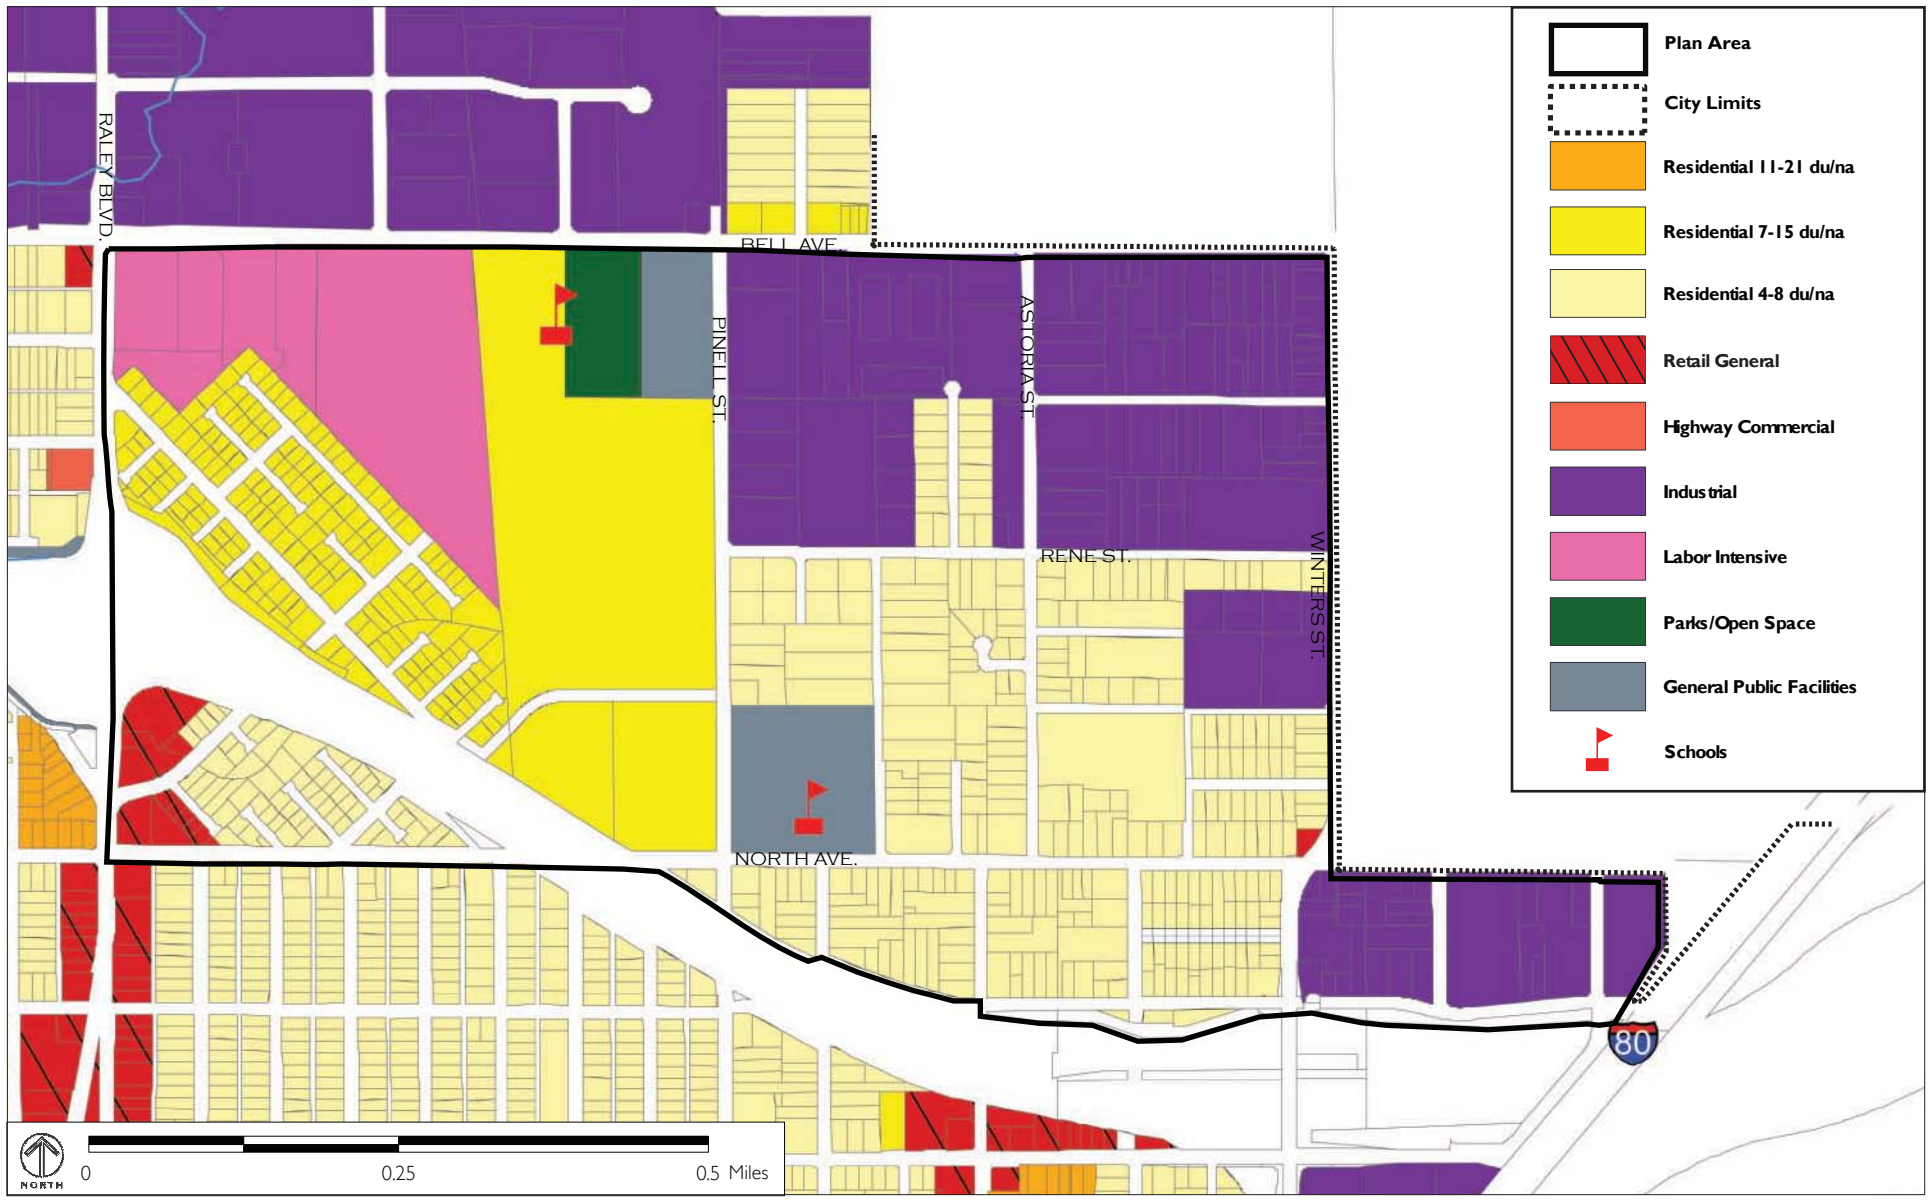 RALEY BLVD.
BELL AVE.
PINELL ST.
ASTORIA ST.
RENE ST.
WINTERS ST.
NORTH AVE.
80
Plan Area
City Limits
Residential 11-21 du/na
Residential 7-15 du/na
Residential 4-8 du/na
Retail General
Highway Commercial
Industrial
Labor Intensive
Parks/Open Space
General Public Facilities
Schools
NORTH
0 0.25 0.5 Miles